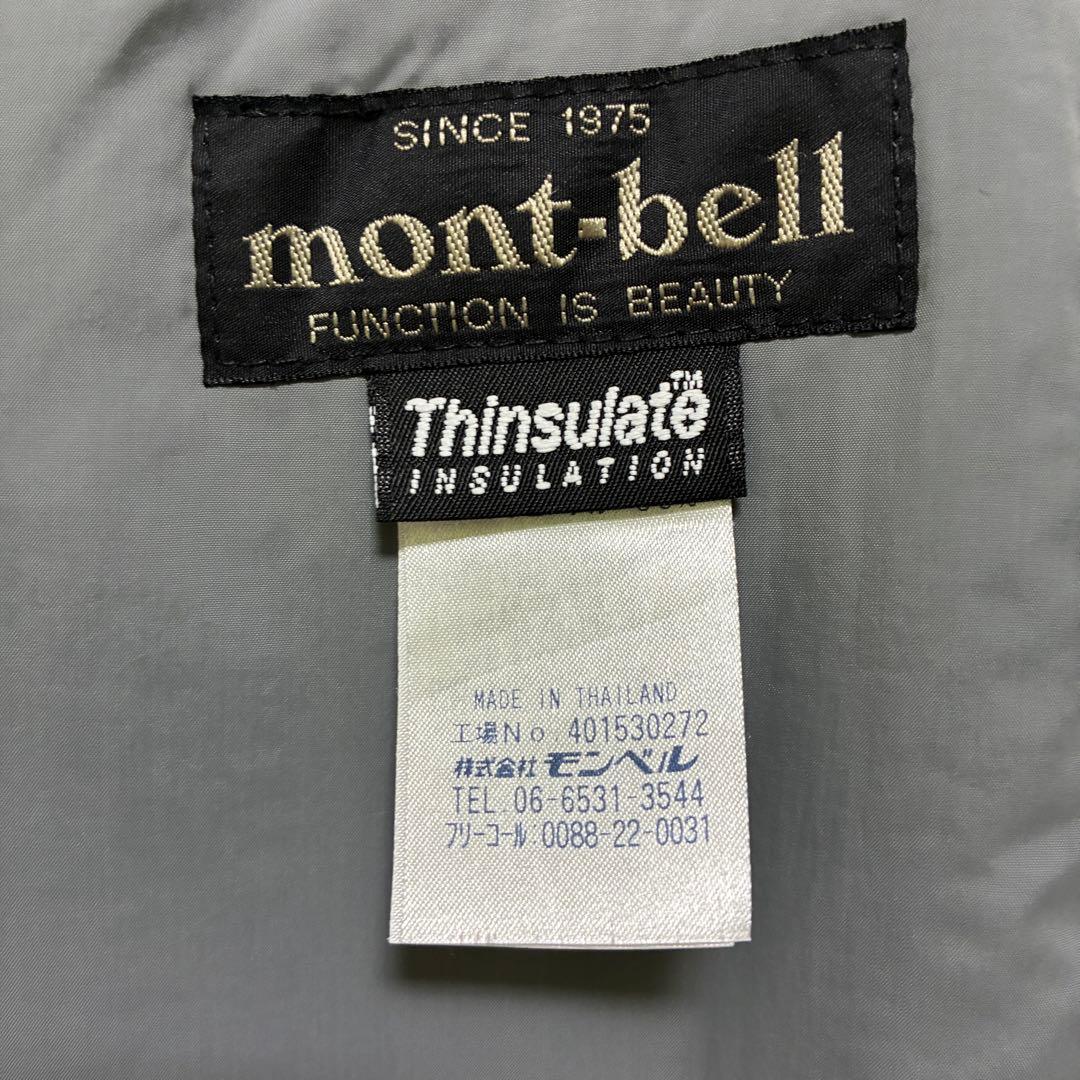 SINCE 1975
mont-bell
FUNCTION IS BEAUTY
Thinsulate™
INSULATION
MADE IN THAILAND
工場No 401530272
株式会社 モンベル
TEL.06-6531-3544
フリーコール:0088-22-0031